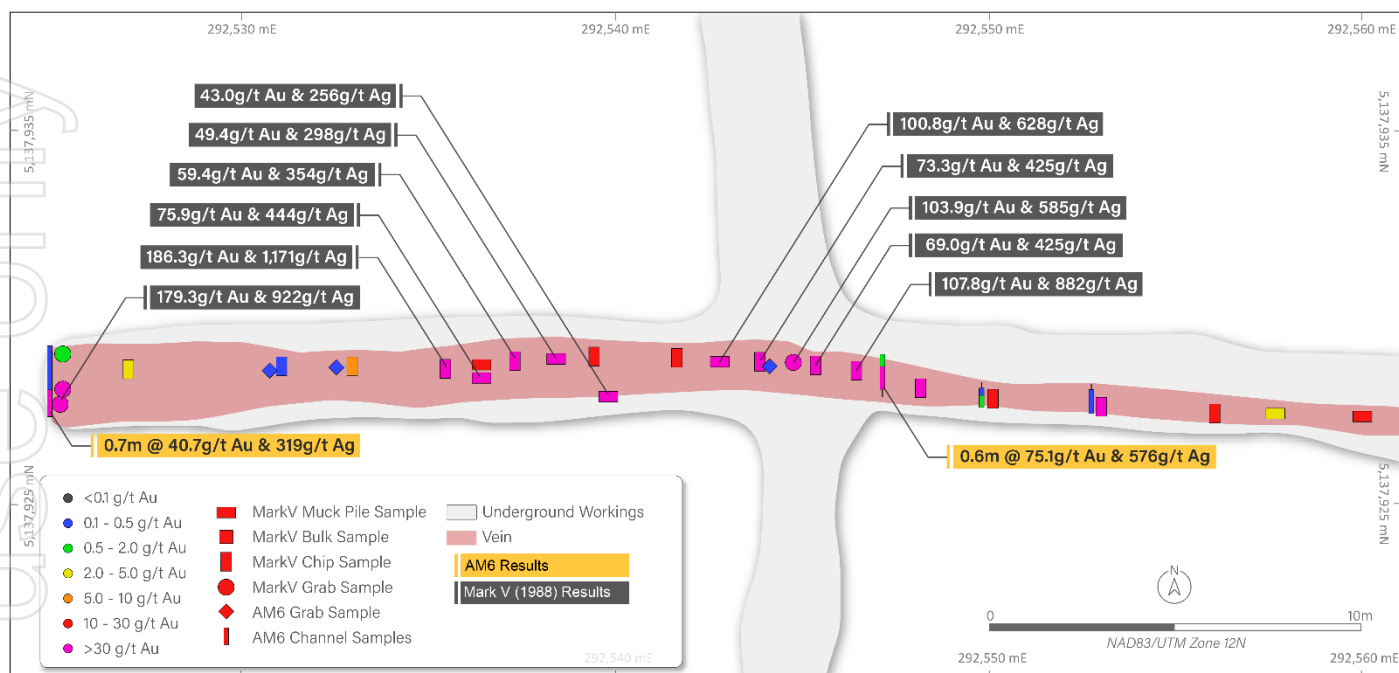 292,530 mE
292,540 mE
292,550 mE
292,560 mE
5,137,935 mN
5,137,935 mN
43.0g/t Au & 256g/t Ag
49.4g/t Au & 298g/t Ag
59.4g/t Au & 354g/t Ag
75.9g/t Au & 444g/t Ag
186.3g/t Au & 1,171g/t Ag
179.3g/t Au & 922g/t Ag
100.8g/t Au & 628g/t Ag
73.3g/t Au & 425g/t Ag
103.9g/t Au & 585g/t Ag
69.0g/t Au & 425g/t Ag
107.8g/t Au & 882g/t Ag
0.7m @ 40.7g/t Au & 319g/t Ag
0.6m @ 75.1g/t Au & 576g/t Ag
5,137,925 mN
5,137,925 mN
<0.1 g/t Au
0.1 - 0.5 g/t Au
0.5 - 2.0 g/t Au
2.0 - 5.0 g/t Au
5.0 - 10 g/t Au
10 - 30 g/t Au
>30 g/t Au
MarkV Muck Pile Sample
MarkV Bulk Sample
MarkV Chip Sample
MarkV Grab Sample
AM6 Grab Sample
AM6 Channel Samples
Underground Workings
Vein
AM6 Results
Mark V (1988) Results
N
0 10m
NAD83/UTM Zone 12N
292,540 mE
292,550 mE
292,560 mE
only